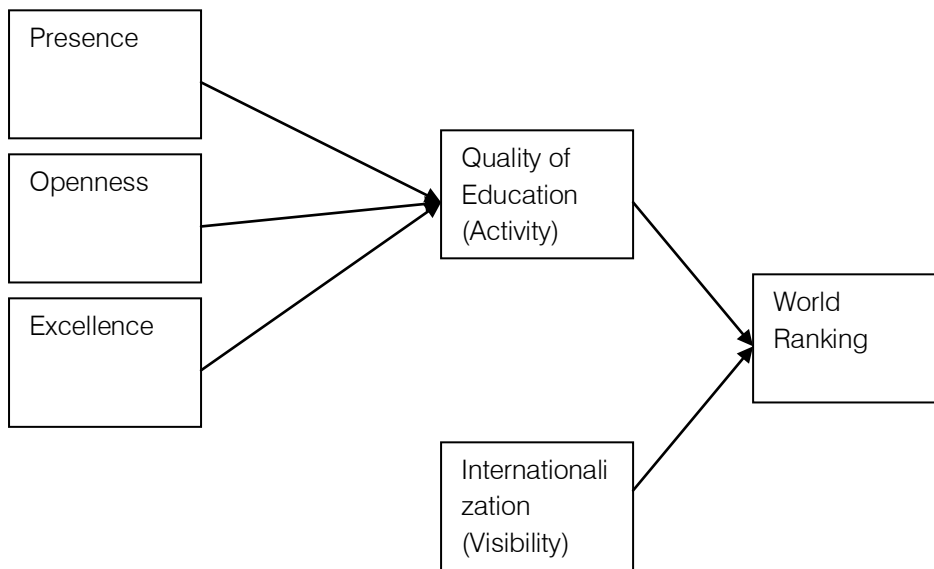 Presence
Openness
Excellence
Quality of
Education
(Activity)
Internationali
zation
(Visibility)
World
Ranking